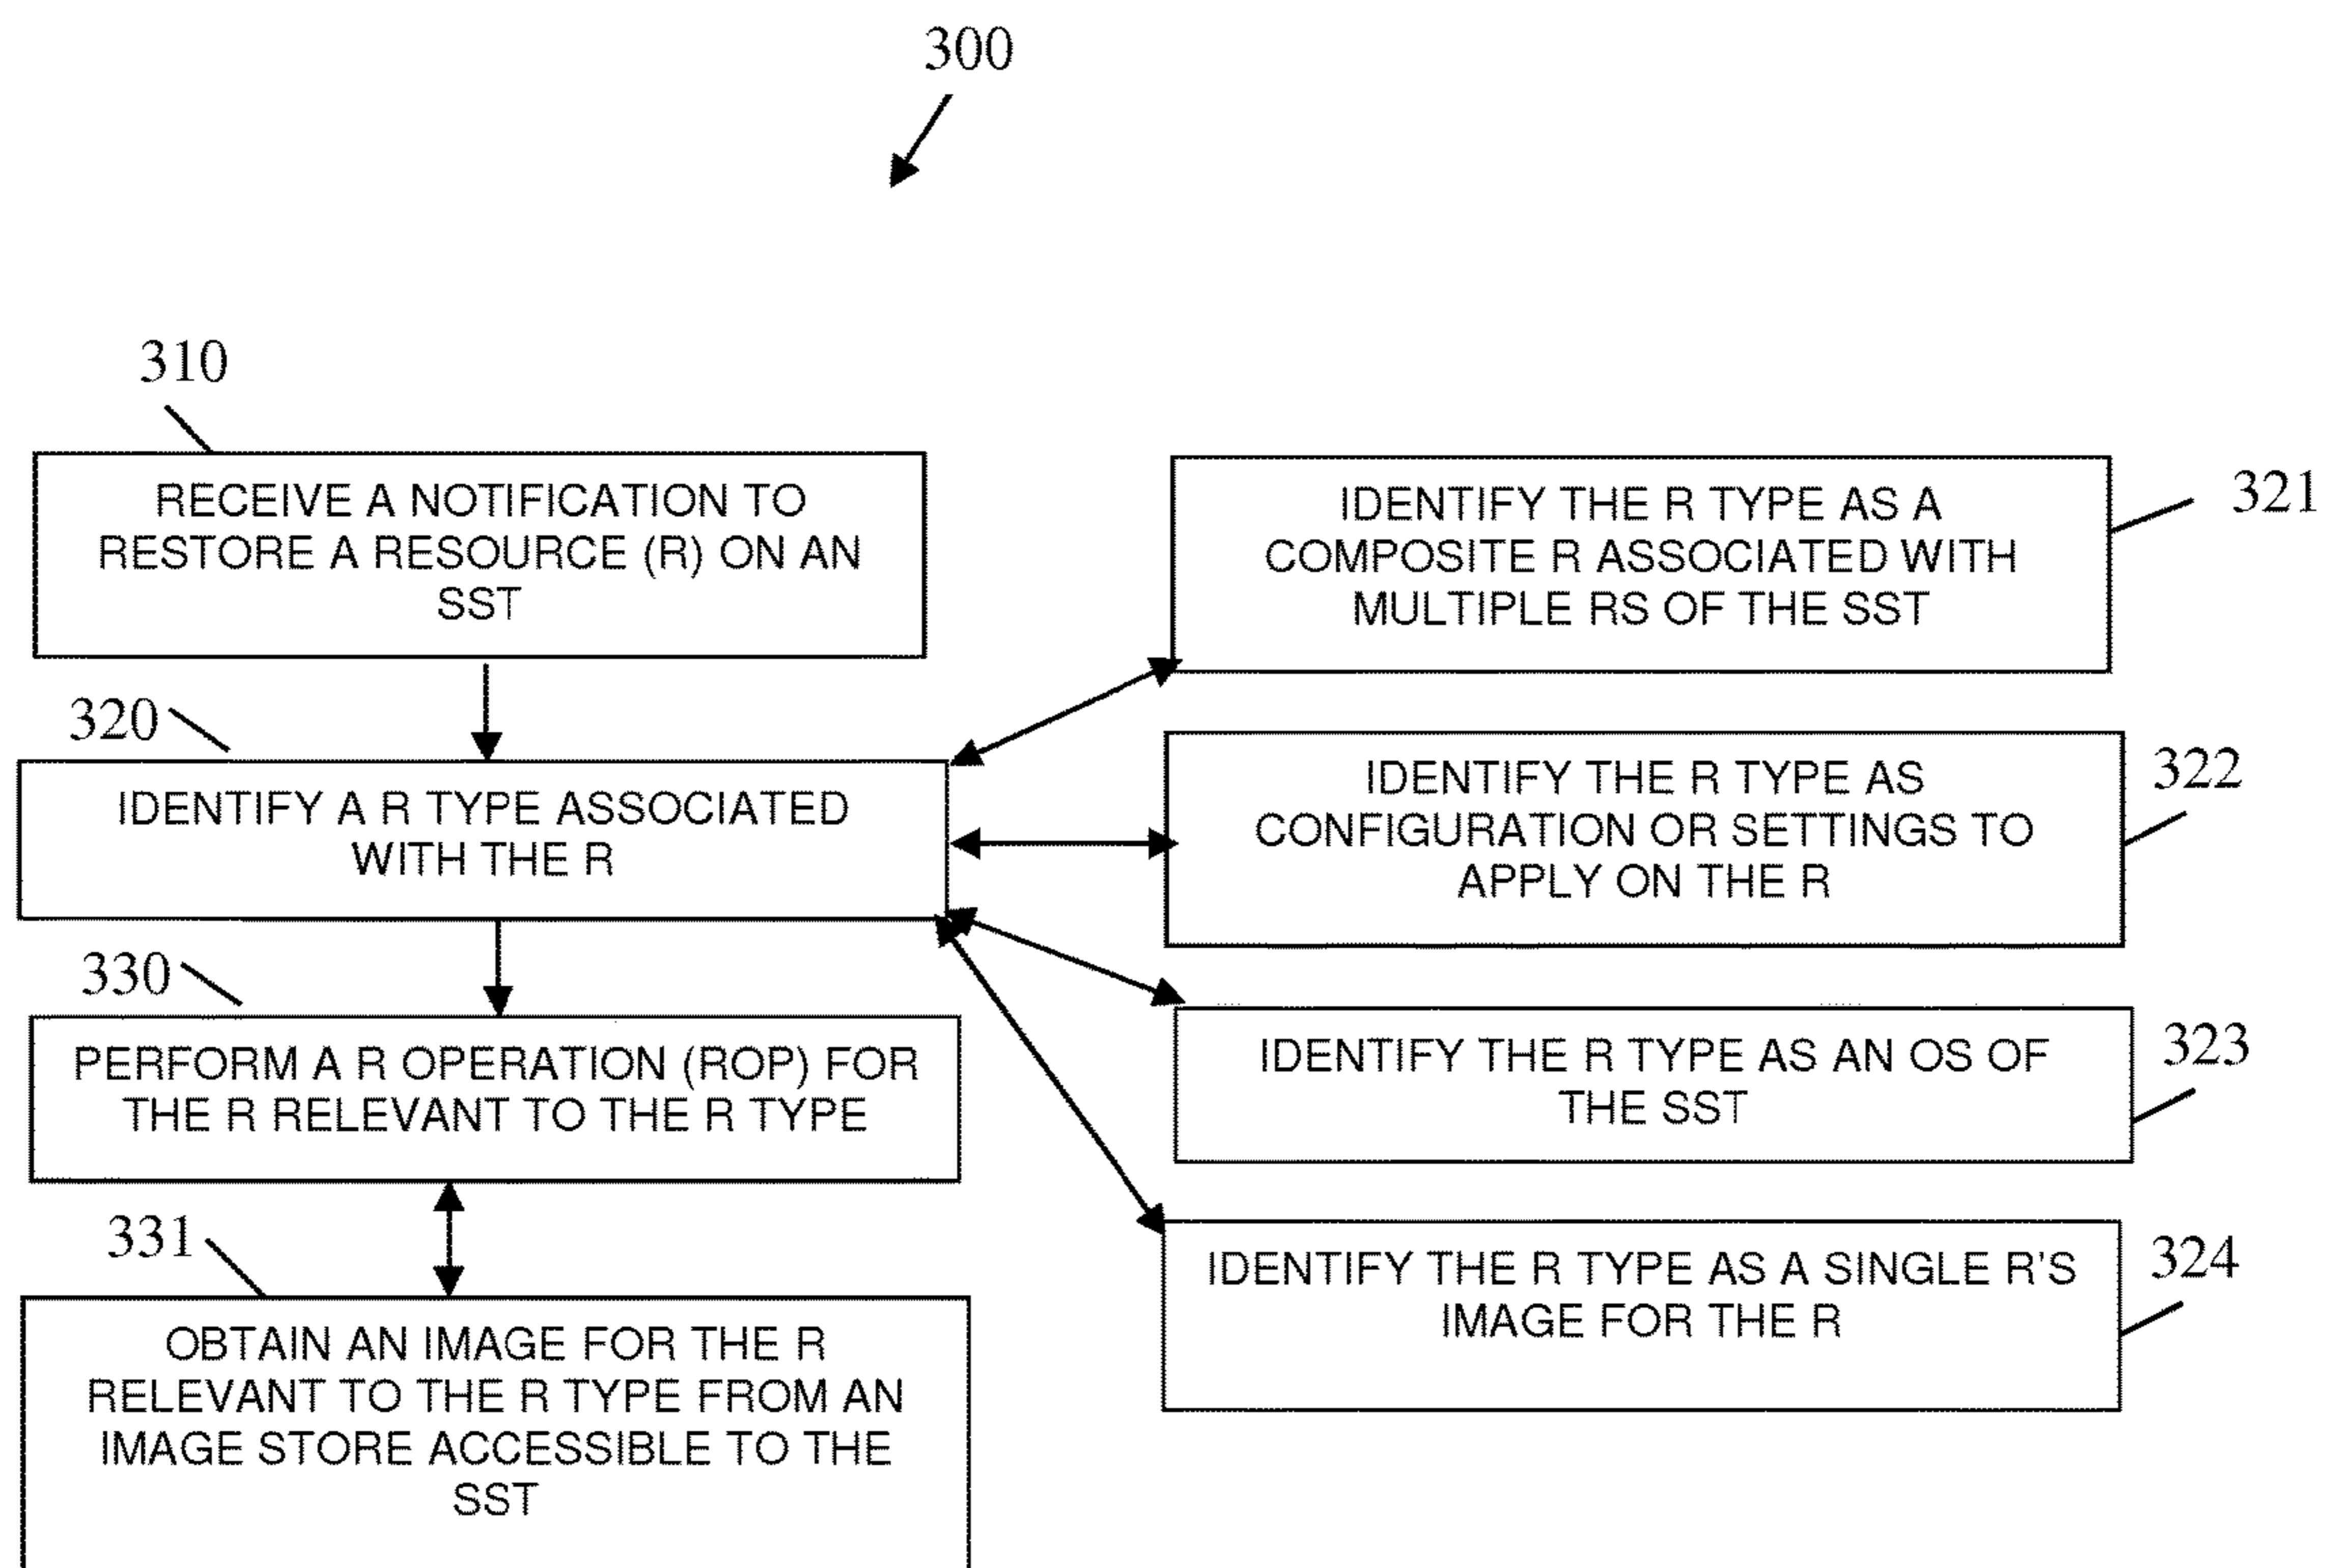 300
310
RECEIVE A NOTIFICATION TO
RESTORE A RESOURCE (R) ON AN
SST
320
IDENTIFY A R TYPE ASSOCIATED
WITH THE R
330
PERFORM A R OPERATION (ROP) FOR
THE R RELEVANT TO THE R TYPE
331
OBTAIN AN IMAGE FOR THE R
RELEVANT TO THE R TYPE FROM AN
IMAGE STORE ACCESSIBLE TO THE
SST
IDENTIFY THE R TYPE AS A
COMPOSITE R ASSOCIATED WITH
MULTIPLE RS OF THE SST
321
IDENTIFY THE R TYPE AS
CONFIGURATION OR SETTINGS TO
APPLY ON THE R
322
IDENTIFY THE R TYPE AS AN OS OF
THE SST
323
IDENTIFY THE R TYPE AS A SINGLE R'S
IMAGE FOR THE R
324